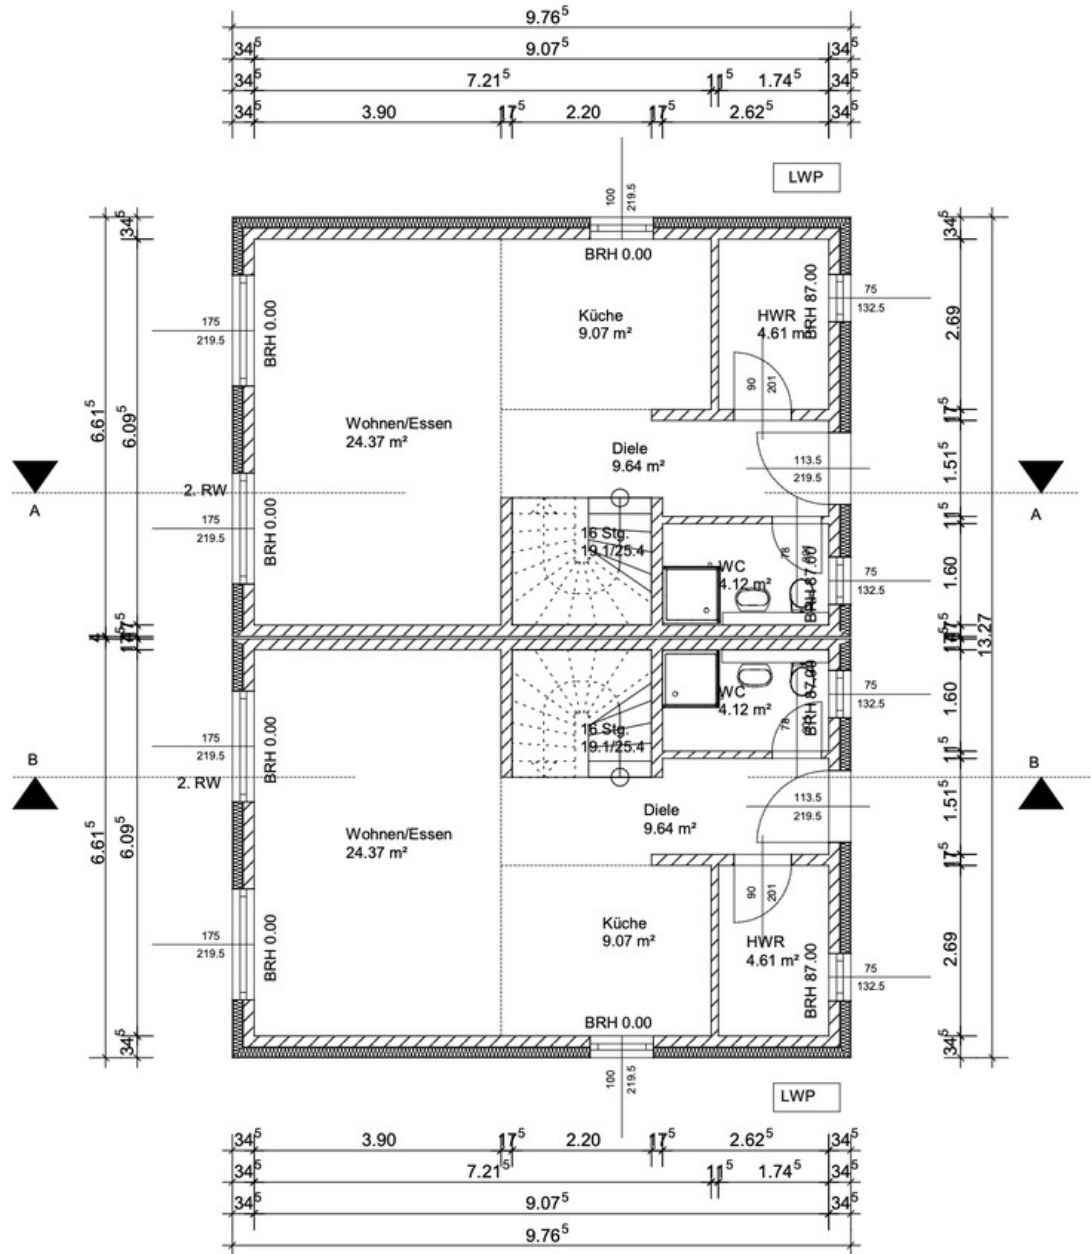 9.76⁵
34⁵ 9.07⁵ 34⁵
34⁵ 7.21⁵ 11⁵ 1.74⁵ 34⁵
34⁵ 3.90 17⁵ 2.20 17⁵ 2.62⁵ 34⁵
LWP
100
219.5
34⁵ 34⁵
BRH 0.00
75
132.5
BRH 87.00
Küche
9.07 m²
HWR
4.61 m²
175
219.5
BRH 0.00
2.69
90
201
6.61⁵
6.09⁵
Wohnen/Essen
24.37 m²
17⁵
Diele
9.64 m²
113.5
219.5
1.51⁵
2. RW
A
A
175
219.5
BRH 0.00
16 Stg.
19.1/25.4
11⁵
78
WC
4.12 m²
BRH 87.00
75
132.5
1.60
4
13.27
WC
4.12 m²
BRH 87.00
75
132.5
1.60
78
16 Stg.
19.1/25.4
175
219.5
BRH 0.00
11⁵
B
B
2. RW
Diele
9.64 m²
113.5
219.5
1.51⁵
6.61⁵
6.09⁵
Wohnen/Essen
24.37 m²
17⁵
90
201
Küche
9.07 m²
HWR
4.61 m²
BRH 87.00
2.69
175
219.5
BRH 0.00
75
132.5
BRH 0.00
34⁵ 34⁵
100
219.5
LWP
34⁵ 3.90 17⁵ 2.20 17⁵ 2.62⁵ 34⁵
34⁵ 7.21⁵ 11⁵ 1.74⁵ 34⁵
34⁵ 9.07⁵ 34⁵
9.76⁵